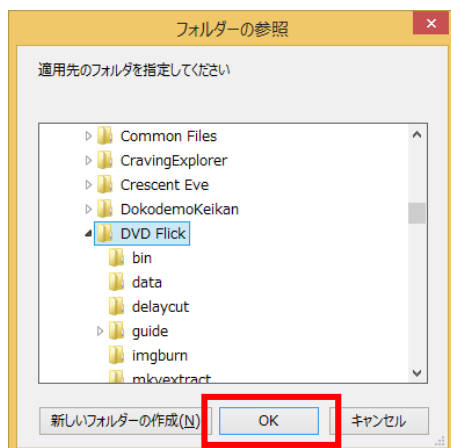 フォルダーの参照
適用先のフォルダを指定してください
Common Files
CravingExplorer
Crescent Eve
DokodemoKeikan
DVD Flick
bin
data
delaycut
guide
imgburn
mkvextract
新しいフォルダーの作成(N) OK キャンセル